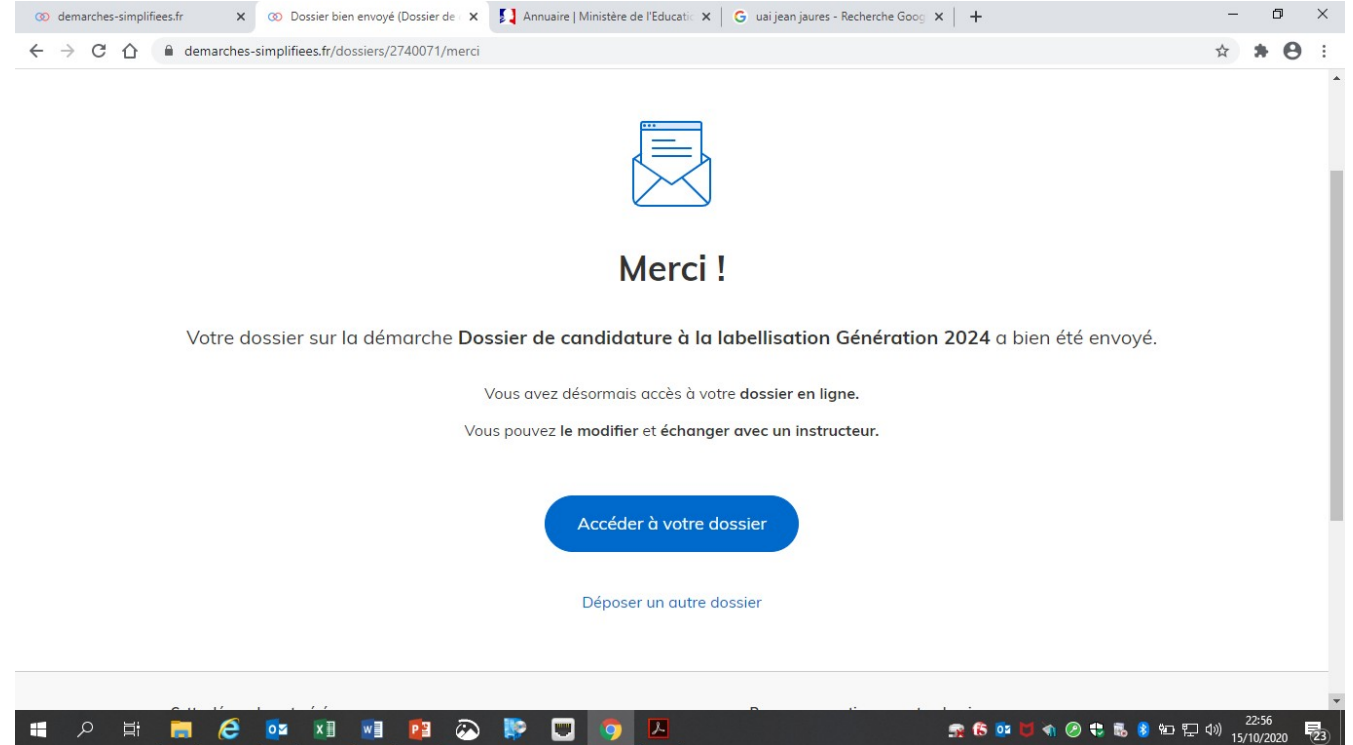 demarches-simplifiees.fr
Dossier bien envoyé (Dossier de
Annuaire | Ministère de l'Educatic
uai jean jaures - Recherche Goog
demarches-simplifiees.fr/dossiers/2740071/merci
Merci !
Votre dossier sur la démarche Dossier de candidature à la labellisation Génération 2024 a bien été envoyé.
Vous avez désormais accès à votre dossier en ligne.
Vous pouvez le modifier et échanger avec un instructeur.
Accéder à votre dossier
Déposer un autre dossier
22:56
15/10/2020
23